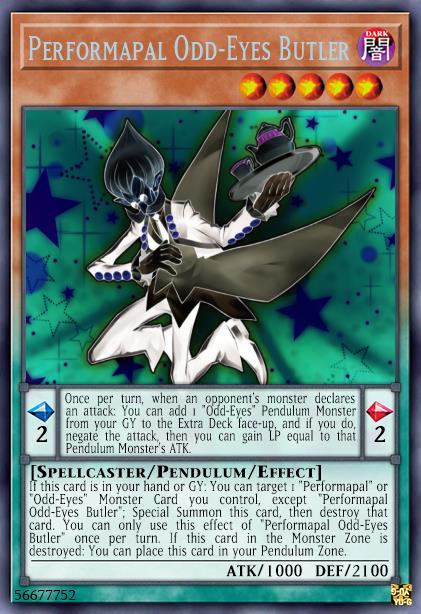 PERFORMAPAL ODD-EYES BUTLER
DARK
闇
Once per turn, when an opponent's monster declares
an attack: You can add 1 "Odd-Eyes" Pendulum Monster
from your GY to the Extra Deck face-up, and if you do,
negate the attack, then you can gain LP equal to that
Pendulum Monster's ATK.
2
2
[SPELLCASTER/PENDULUM/EFFECT]
If this card is in your hand or GY: You can target 1 "Performapal" or
"Odd-Eyes" Monster Card you control, except "Performapal
Odd-Eyes Butler"; Special Summon this card, then destroy that
card. You can only use this effect of "Performapal Odd-Eyes
Butler" once per turn. If this card in the Monster Zone is
destroyed: You can place this card in your Pendulum Zone.
ATK/1000 DEF/2100
56677752